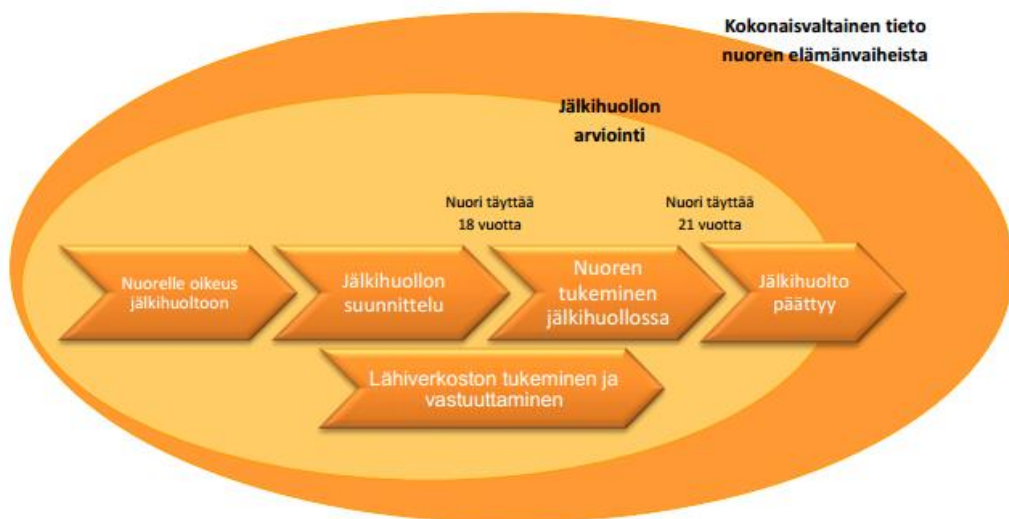 Kokonaisvaltainen tieto
nuoren elämänvaiheista
Jälkihuollon
arviointi
Nuori täyttää
18 vuotta
Nuori täyttää
21 vuotta
Nuorelle oikeus
jälkihuoltoon
Jälkihuollon
suunnittelu
Nuoren
tukeminen
jälkihuollossa
Jälkihuolto
päättyy
Lähiverkoston tukeminen ja
vastuuttaminen